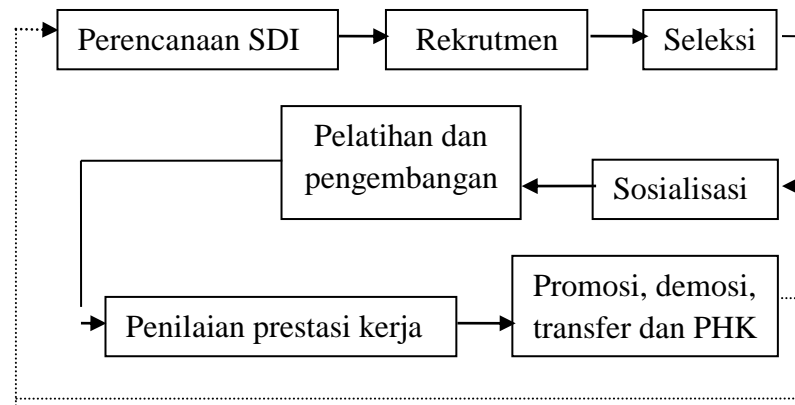 Perencanaan SDI
Rekrutmen
Seleksi
Pelatihan dan
pengembangan
Sosialisasi
Penilaian prestasi kerja
Promosi, demosi,
transfer dan PHK